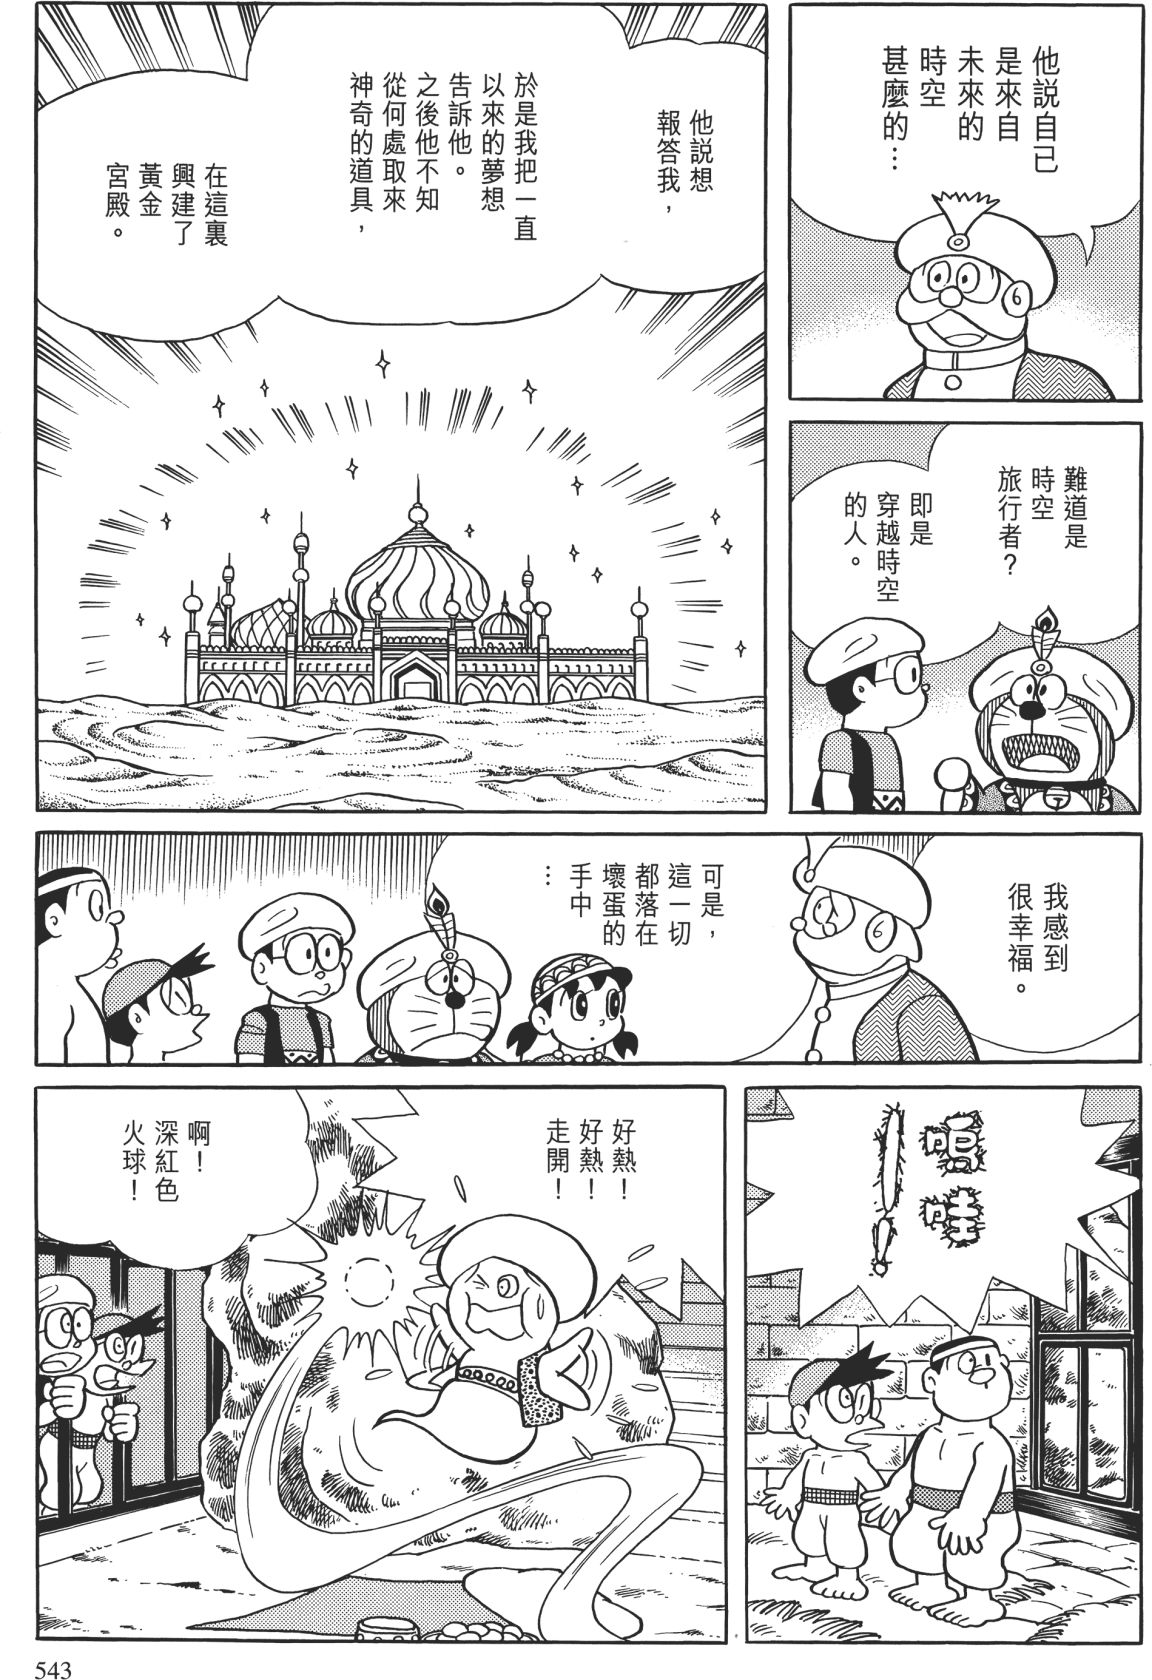 他說自己
是來自
未來的
時空
甚麼的⋯
難道是
時空
旅行者？
即是
穿越時空
的人。
他說想
報答我，
於是我把一直
以來的夢想
告訴他。
之後他不知
從何處取來
神奇的道具，
在這裏
興建了
黃金
宮殿。
我感到
很幸福。
可是，
這一切
都落在
壞蛋的
手中
⋯
嗚哇
——！
好熱！
好熱！
走開！
啊！
深紅色
火球！
543